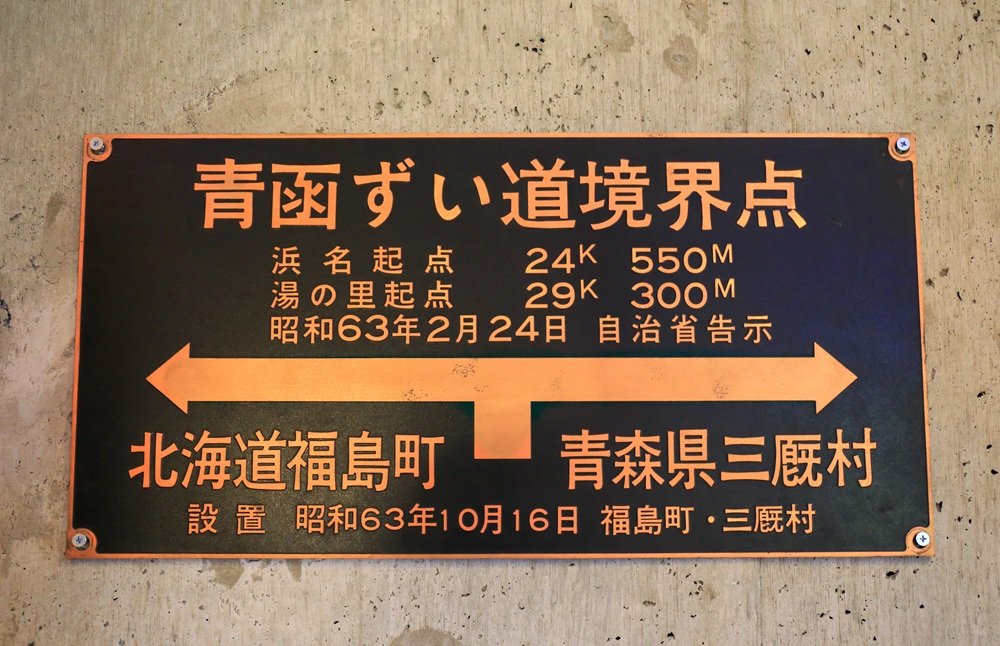 青函ずい道境界点
浜名起点 24K 550M
湯の里起点 29K 300M
昭和63年2月24日 自治省告示
北海道福島町 青森県三厩村
設置 昭和63年10月16日 福島町・三厩村